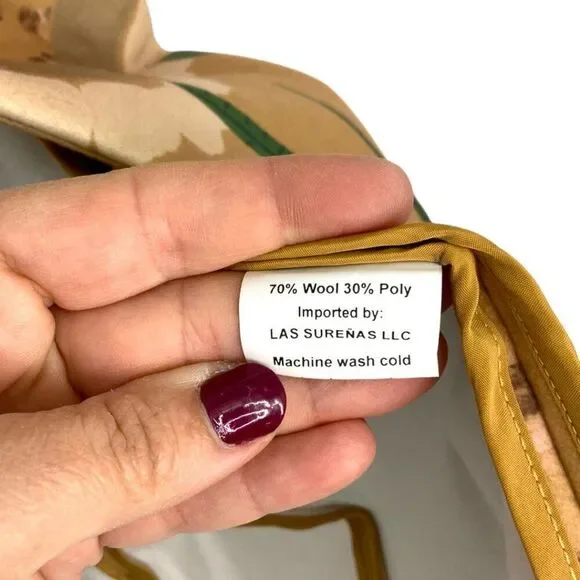 70% Wool 30% Poly
Imported by:
LAS SUREÑAS LLC
Machine wash cold